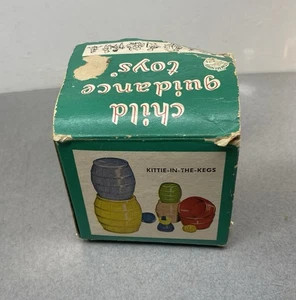 child
guidance
toys®
KITTIE-IN-THE-KEGS